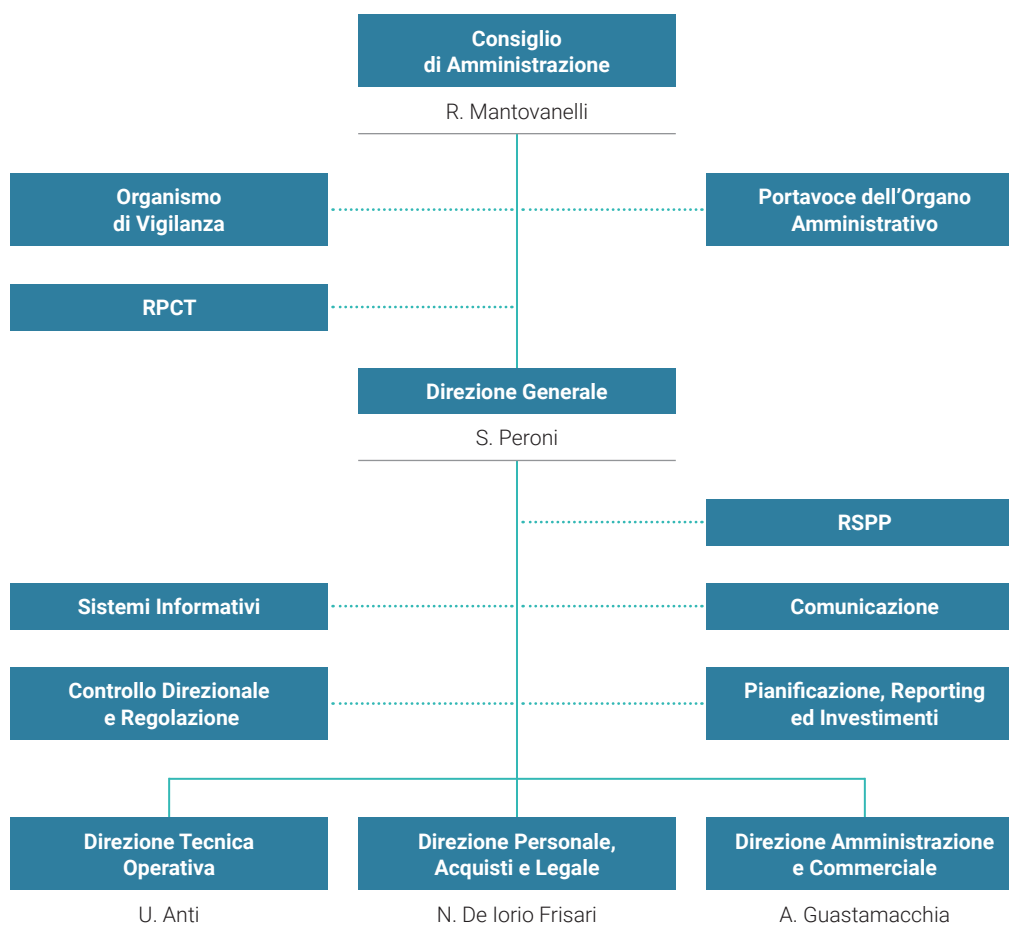 Consiglio
di Amministrazione
R. Mantovanelli
Organismo
di Vigilanza
Portavoce dell’Organo
Amministrativo
RPCT
Direzione Generale
S. Peroni
RSPP
Sistemi Informativi
Comunicazione
Controllo Direzionale
e Regolazione
Pianificazione, Reporting
ed Investimenti
Direzione Tecnica
Operativa
U. Anti
Direzione Personale,
Acquisti e Legale
N. De Iorio Frisari
Direzione Amministrazione
e Commerciale
A. Guastamacchia